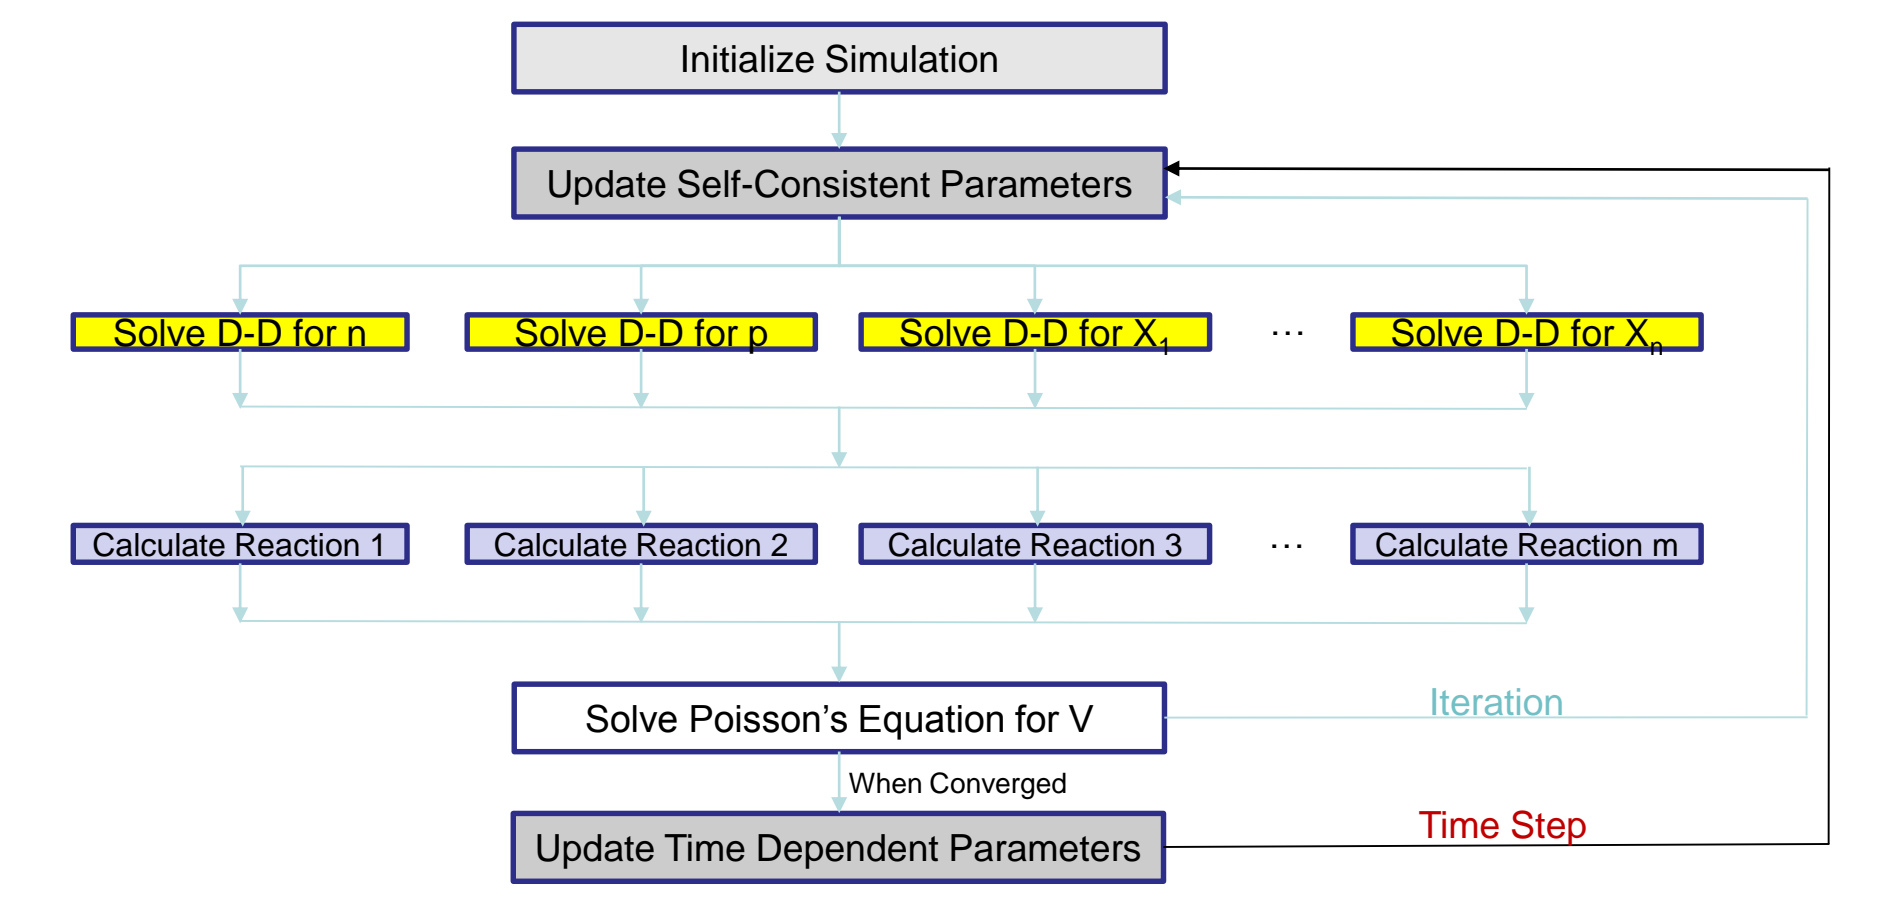 Initialize Simulation
Update Self-Consistent Parameters
Solve D-D for n
Solve D-D for p
Solve D-D for X₁
...
Solve D-D for Xₙ
Calculate Reaction 1
Calculate Reaction 2
Calculate Reaction 3
...
Calculate Reaction m
Iteration
Solve Poisson’s Equation for V
When Converged
Time Step
Update Time Dependent Parameters